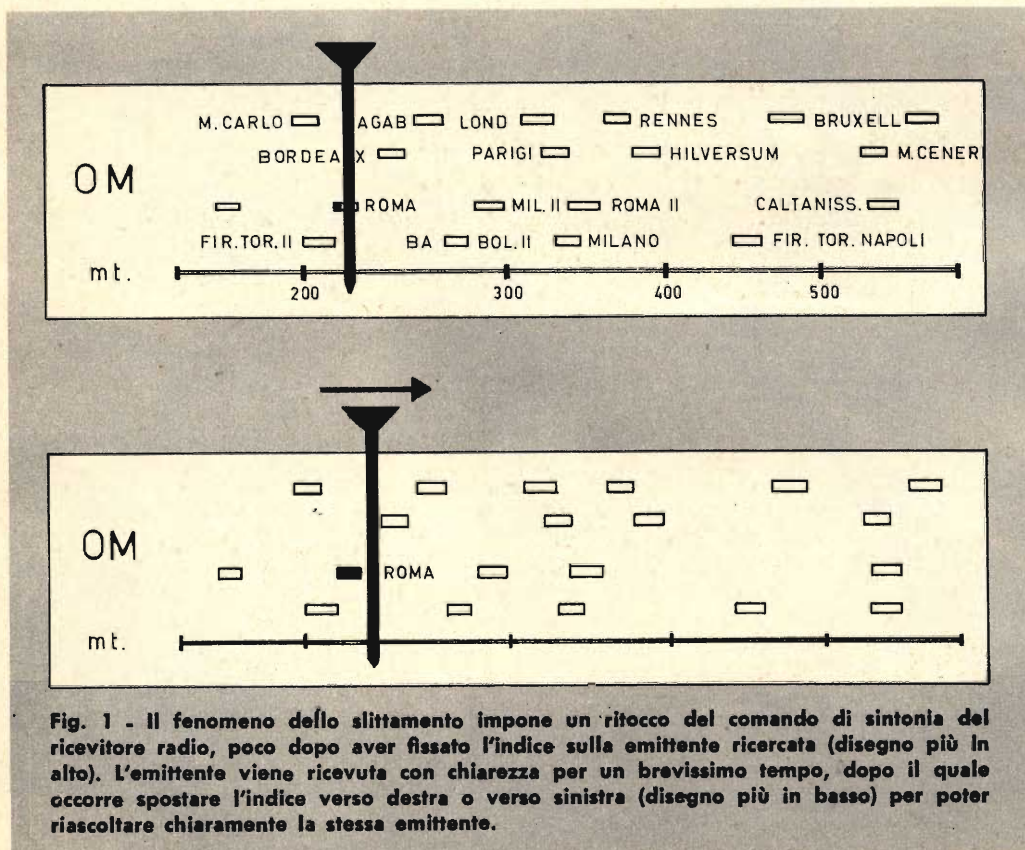 M. CARLO AGAB LOND RENNES BRUXELL
BORDEAUX PARIGI HILVERSUM M.CENERI
OM
ROMA MIL. II ROMA II CALTANISS.
FIR. TOR. II BA BOL. II MILANO FIR. TOR. NAPOLI
mt.
200 300 400 500
OM
ROMA
mt.
Fig. 1 - Il fenomeno dello slittamento impone un ritocco del comando di sintonia del
ricevitore radio, poco dopo aver fissato l'indice sulla emittente ricercata (disegno più in
alto). L'emittente viene ricevuta con chiarezza per un brevissimo tempo, dopo il quale
occorre spostare l'indice verso destra o verso sinistra (disegno più in basso) per poter
riascoltare chiaramente la stessa emittente.